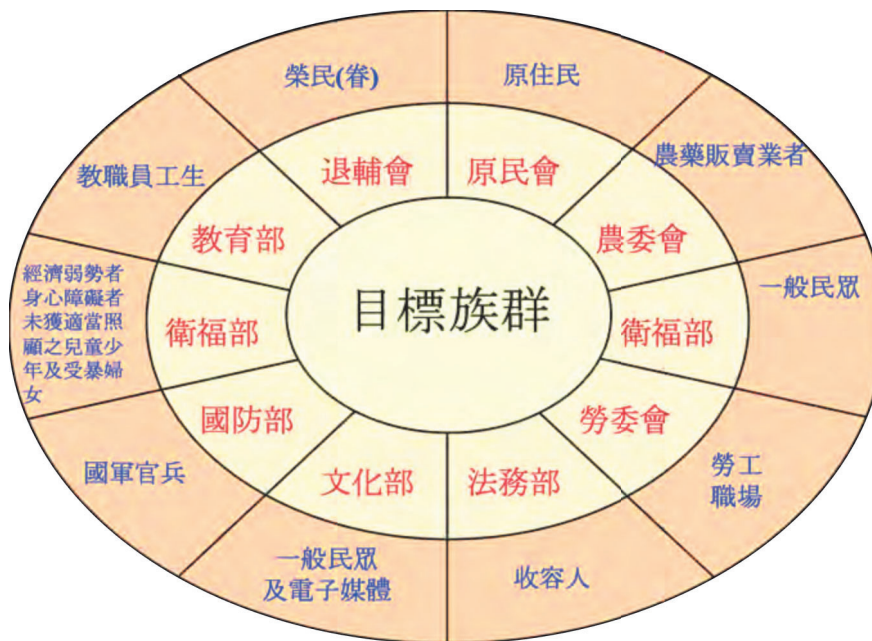 榮民(眷)
原住民
農藥販賣業者
一般民眾
勞工
職場
收容人
一般民眾
及電子媒體
國軍官兵
經濟弱勢者
身心障礙者
未獲適當照
顧之兒童少
年及受暴婦
女
教職員工生
退輔會
原民會
農委會
衛福部
勞委會
法務部
文化部
國防部
衛福部
教育部
目標族群